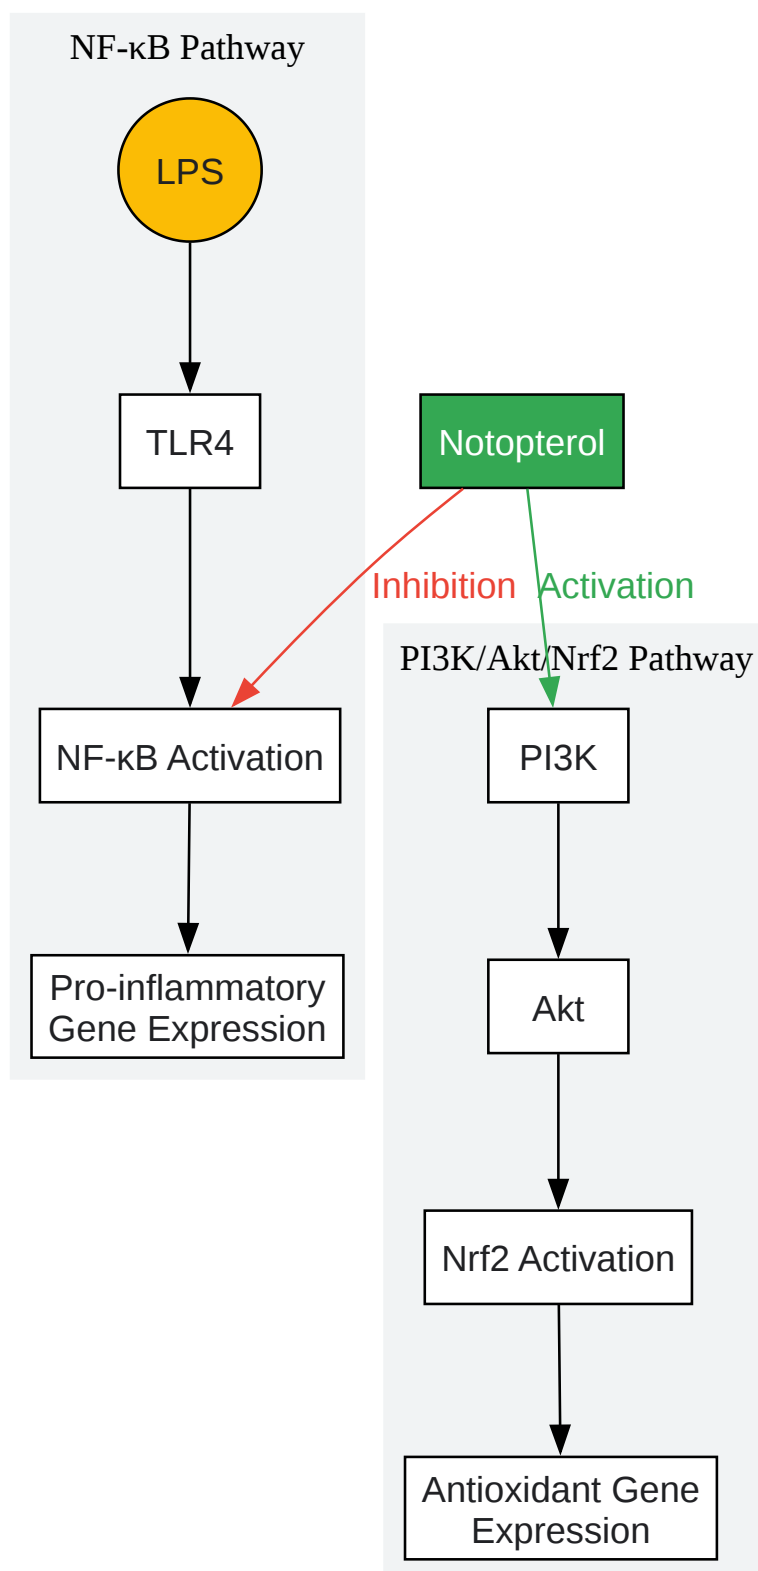 NF-κB Pathway
LPS
TLR4
Notopterol
Inhibition
Activation
PI3K/Akt/Nrf2 Pathway
NF-κB Activation
PI3K
Pro-inflammatory
Gene Expression
Akt
Nrf2 Activation
Antioxidant Gene
Expression